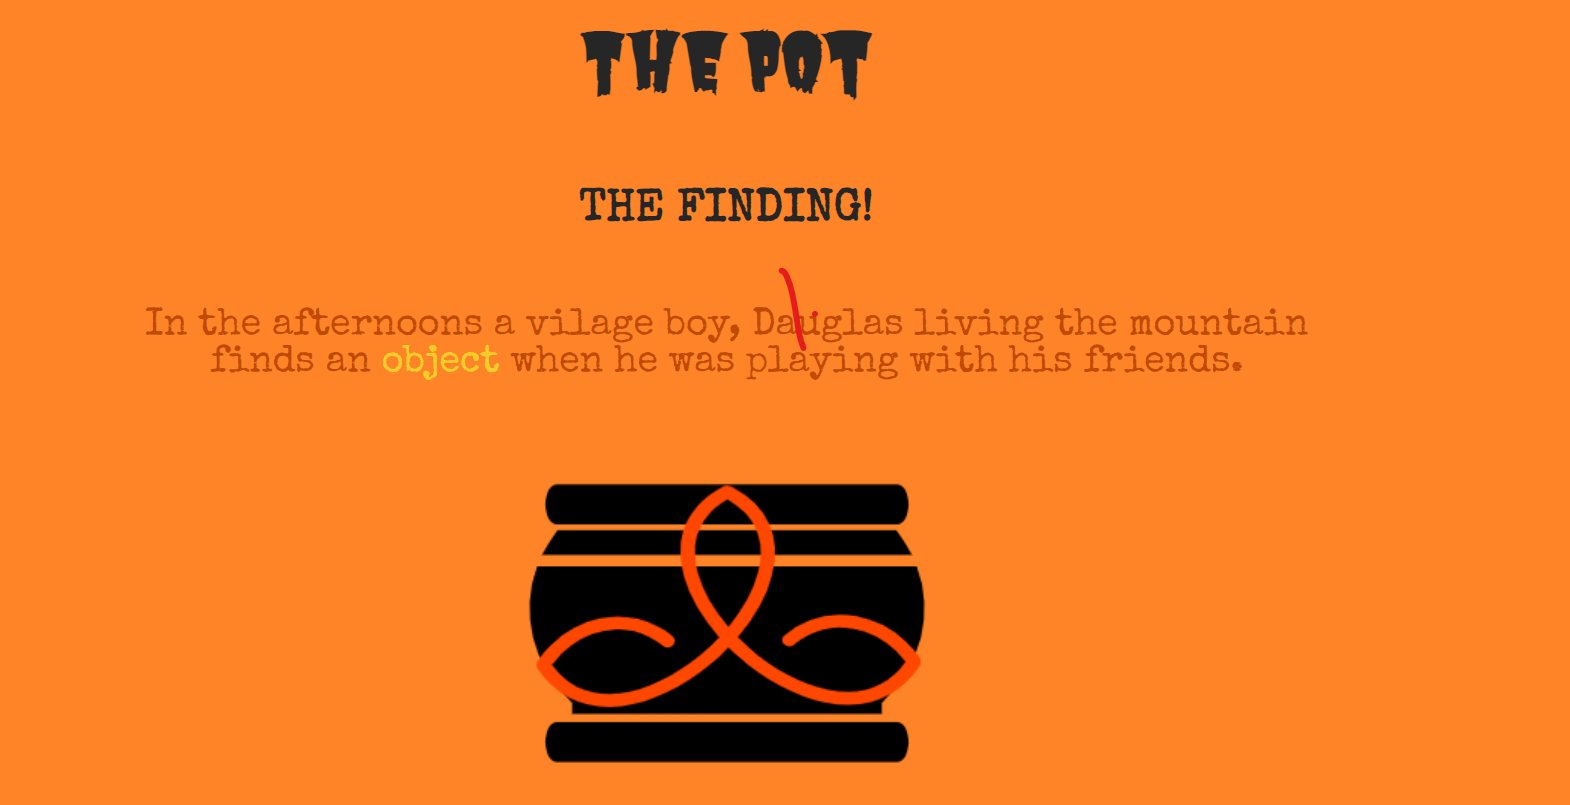 THE POT
THE FINDING!
In the afternoons a vilage boy, Dauglas living the mountain
finds an object when he was playing with his friends.